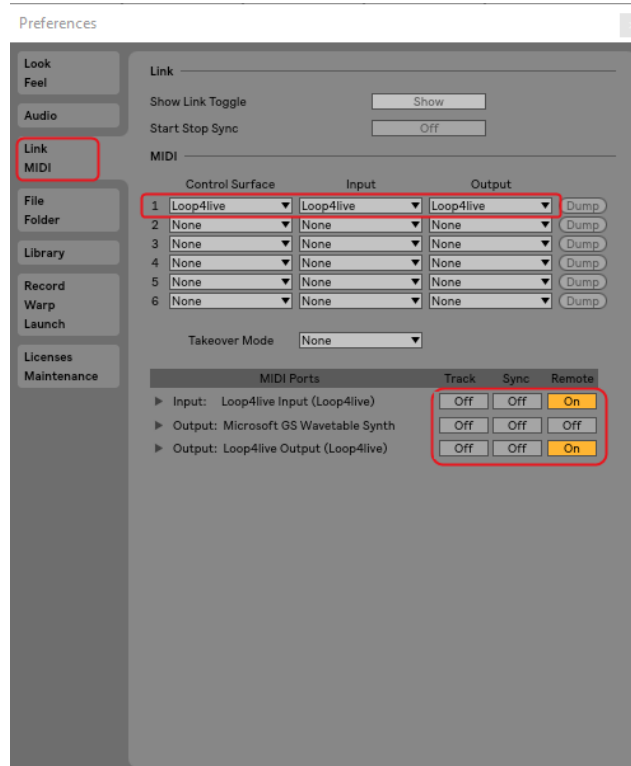 Preferences
Look
Feel
Audio
Link
MIDI
File
Folder
Library
Record
Warp
Launch
Licenses
Maintenance
Link
Show Link Toggle Show
Start Stop Sync Off
MIDI
Control Surface Input Output
1 Loop4live Loop4live Loop4live Dump
2 None None None Dump
3 None None None Dump
4 None None None Dump
5 None None None Dump
6 None None None Dump
Takeover Mode None
MIDI Ports Track Sync Remote
Input: Loop4live Input (Loop4live) Off Off On
Output: Microsoft GS Wavetable Synth Off Off Off
Output: Loop4live Output (Loop4live) Off Off On